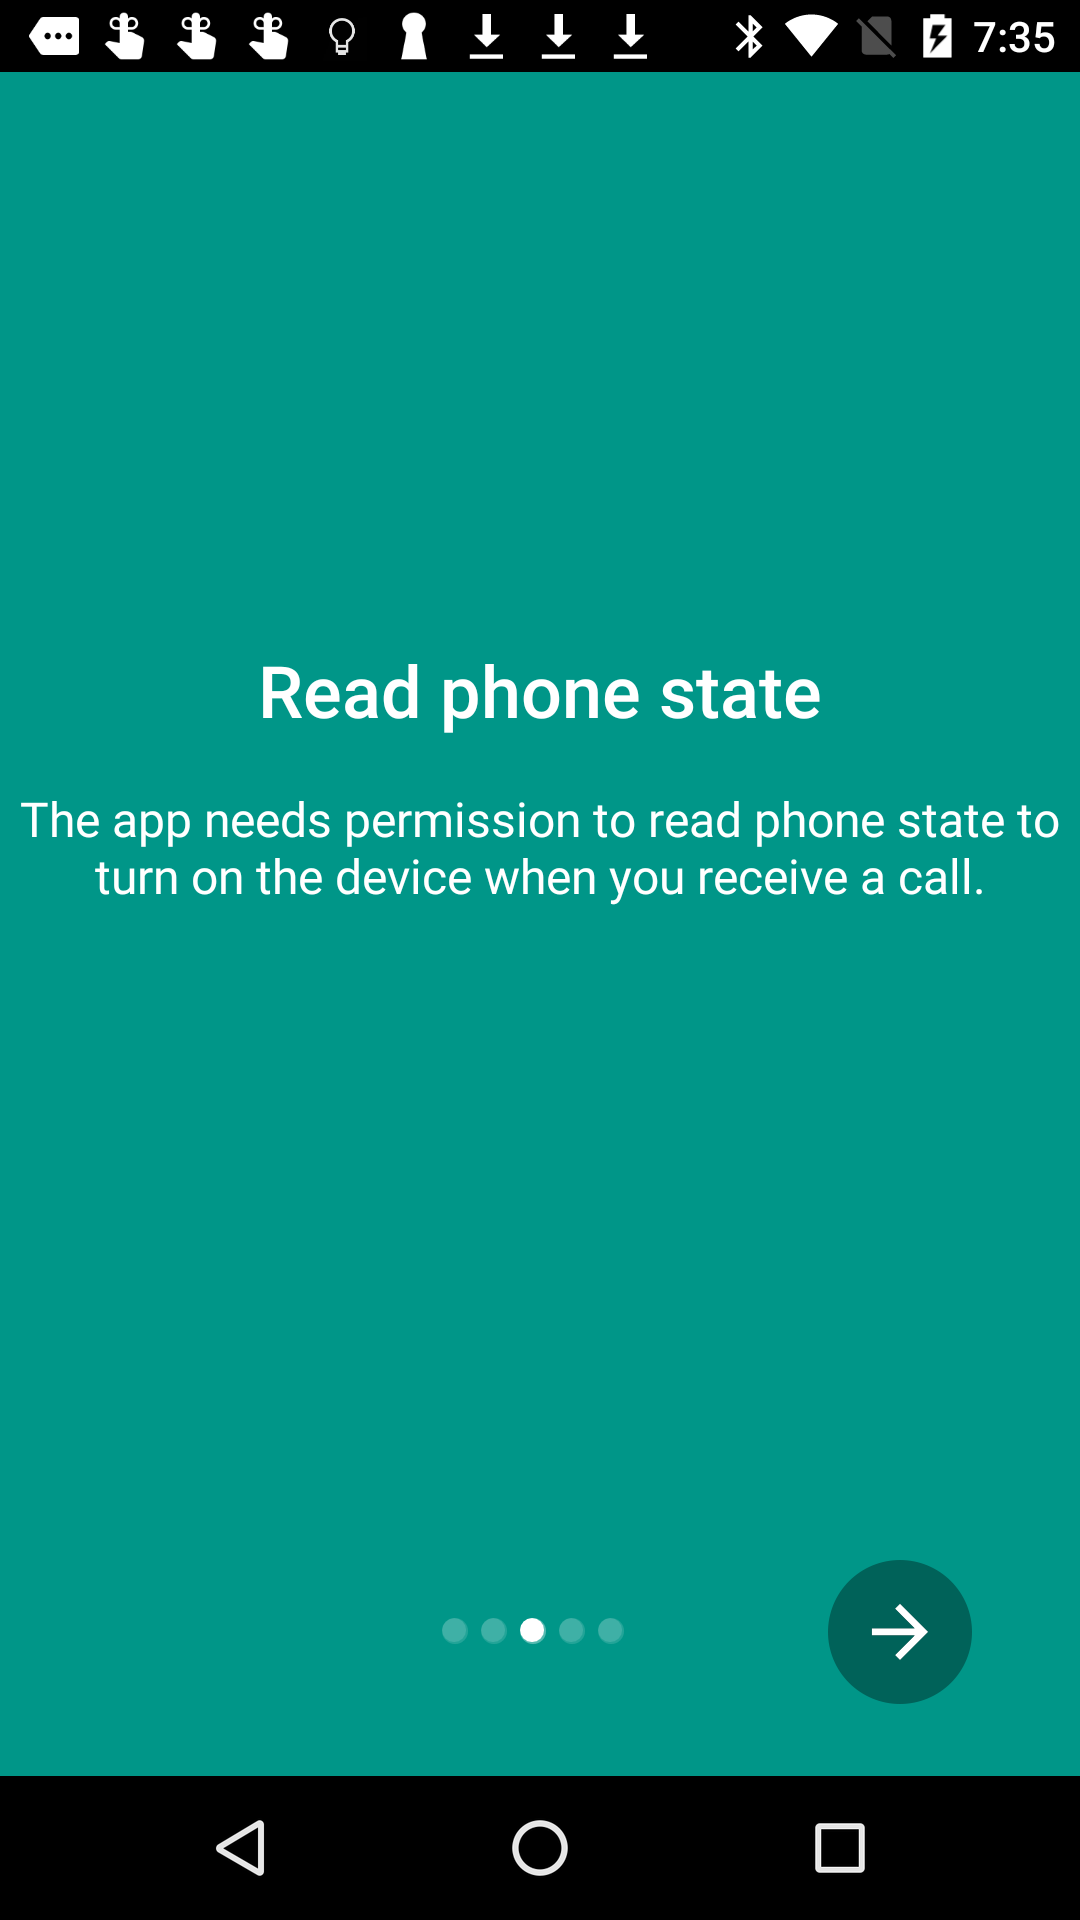 7:35
Read phone state
The app needs permission to read phone state to
turn on the device when you receive a call.